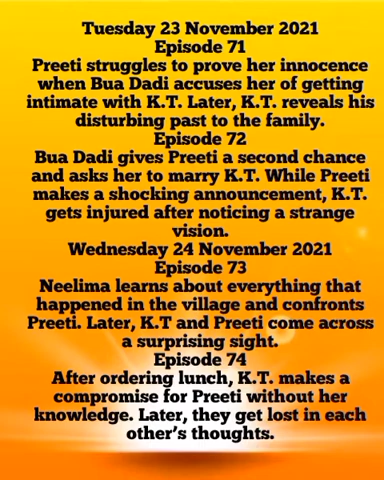 Tuesday 23 November 2021
Episode 71
Preeti struggles to prove her innocence
when Bua Dadi accuses her of getting
intimate with K.T. Later, K.T. reveals his
disturbing past to the family.
Episode 72
Bua Dadi gives Preeti a second chance
and asks her to marry K.T. While Preeti
makes a shocking announcement, K.T.
gets injured after noticing a strange
vision.
Wednesday 24 November 2021
Episode 73
Neelima learns about everything that
happened in the village and confronts
Preeti. Later, K.T and Preeti come across
a surprising sight.
Episode 74
After ordering lunch, K.T. makes a
compromise for Preeti without her
knowledge. Later, they get lost in each
other's thoughts.